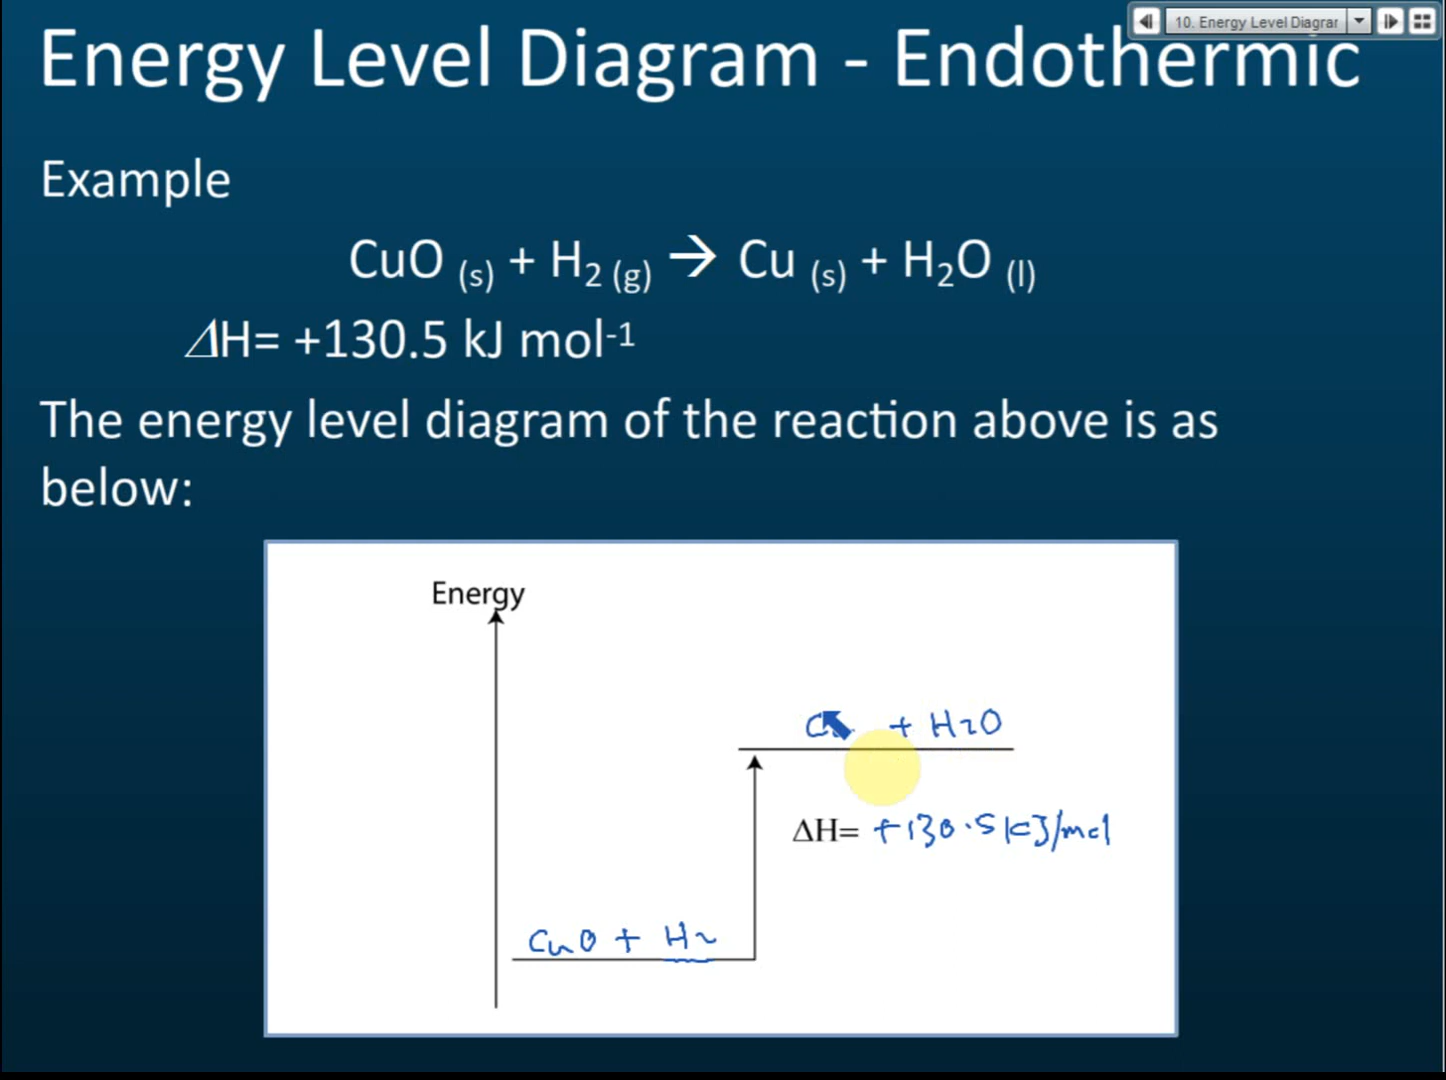 10. Energy Level Diagrar
Energy Level Diagram - Endothermic
Example
CuO (s) + H₂ (g) → Cu (s) + H₂O (l)
ΔH= +130.5 kJ mol⁻¹
The energy level diagram of the reaction above is as
below:
Energy
+ H₂O
ΔH= +130.5 kJ/mol
CuO + H₂